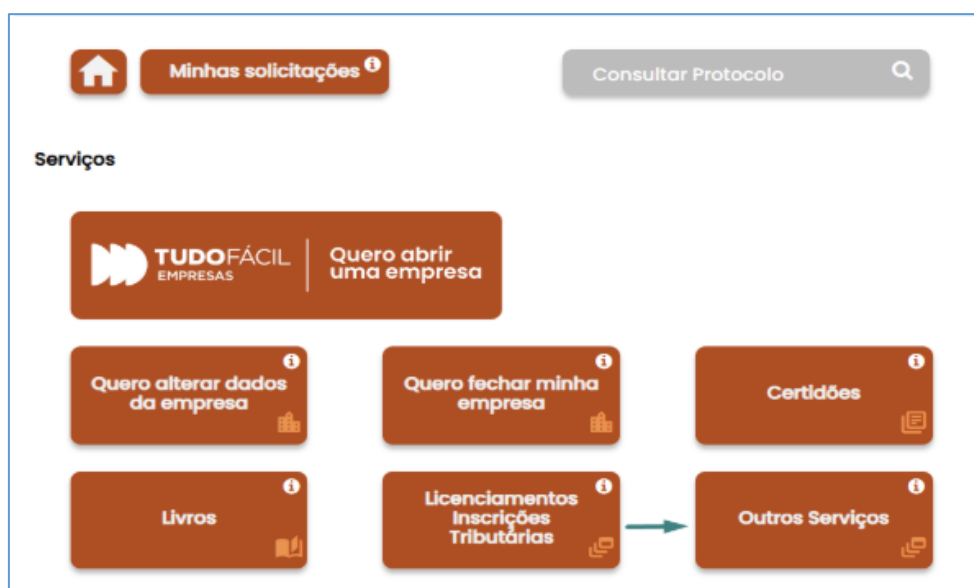 Minhas solicitações
Consultar Protocolo
Serviços
TUDOFÁCIL
EMPRESAS
Quero abrir
uma empresa
Quero alterar dados
da empresa
Quero fechar minha
empresa
Certidões
Livros
Licenciamentos
Inscrições
Tributárias
Outros Serviços